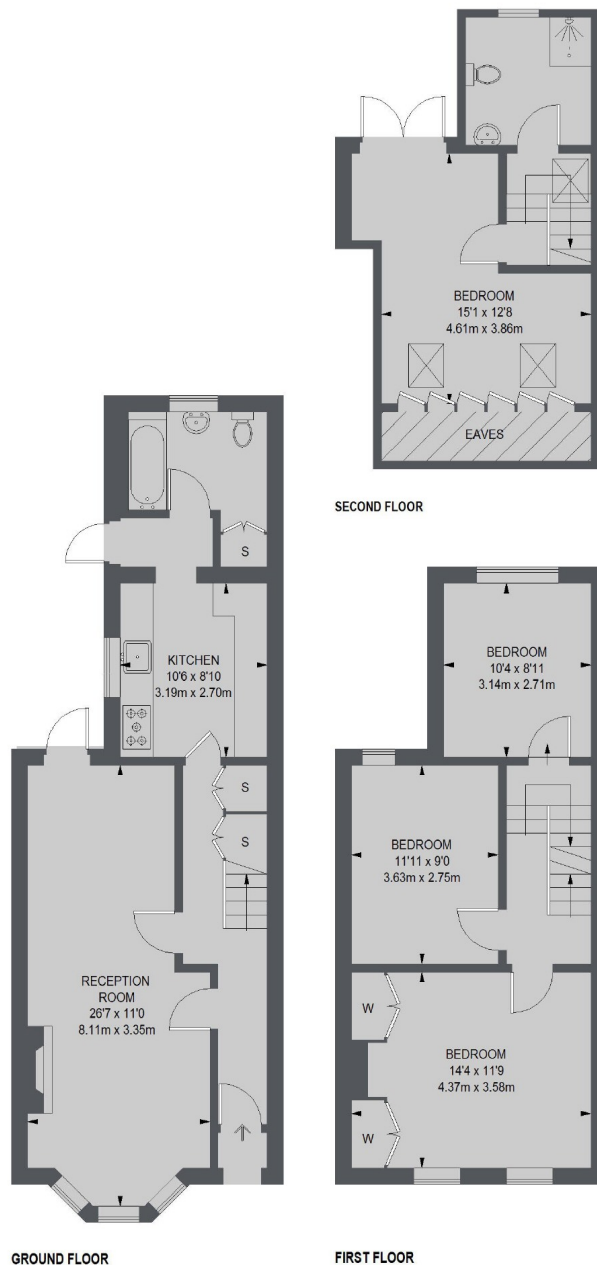 BEDROOM
15'1 x 12'8
4.61m x 3.86m
EAVES
SECOND FLOOR
S
KITCHEN
10'6 x 8'10
3.19m x 2.70m
S
S
RECEPTION
ROOM
26'7 x 11'0
8.11m x 3.35m
GROUND FLOOR
BEDROOM
10'4 x 8'11
3.14m x 2.71m
BEDROOM
11'11 x 9'0
3.63m x 2.75m
W
BEDROOM
14'4 x 11'9
4.37m x 3.58m
W
FIRST FLOOR